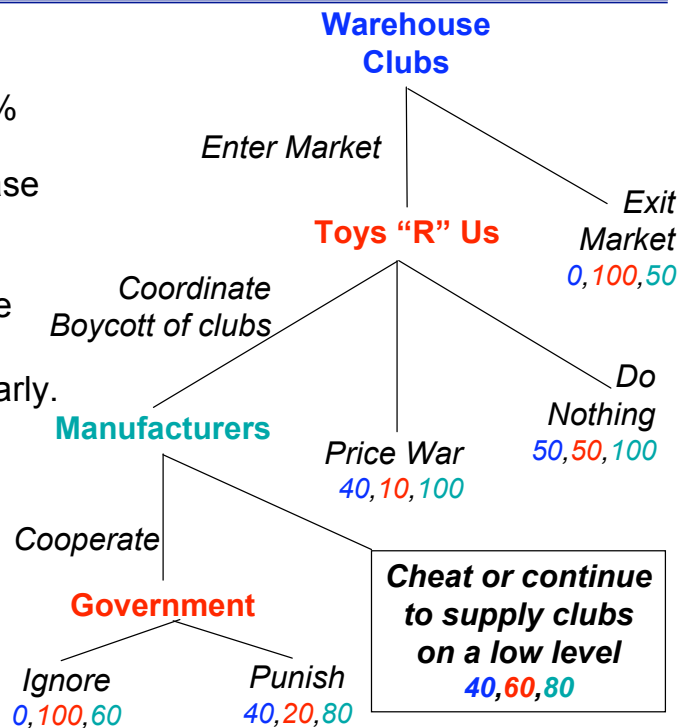 Warehouse
Clubs
%
Enter Market
ase
Exit
Market
0,100,50
Toys “R” Us
Coordinate
Boycott of clubs
e
arly.
Do
Nothing
50,50,100
Manufacturers
Price War
40,10,100
Cooperate
Cheat or continue
to supply clubs
on a low level
40,60,80
Government
Ignore
0,100,60
Punish
40,20,80